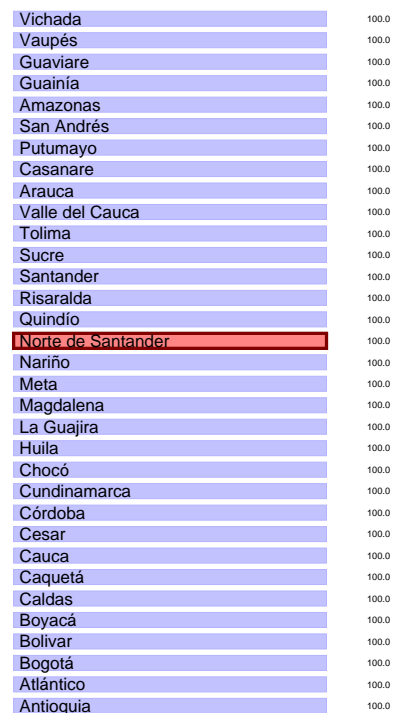 Vichada 100.0
Vaupés 100.0
Guaviare 100.0
Guainía 100.0
Amazonas 100.0
San Andrés 100.0
Putumayo 100.0
Casanare 100.0
Arauca 100.0
Valle del Cauca 100.0
Tolima 100.0
Sucre 100.0
Santander 100.0
Risaralda 100.0
Quindío 100.0
Norte de Santander 100.0
Nariño 100.0
Meta 100.0
Magdalena 100.0
La Guajira 100.0
Huila 100.0
Chocó 100.0
Cundinamarca 100.0
Córdoba 100.0
Cesar 100.0
Cauca 100.0
Caquetá 100.0
Caldas 100.0
Boyacá 100.0
Bolivar 100.0
Bogotá 100.0
Atlántico 100.0
Antioquia 100.0